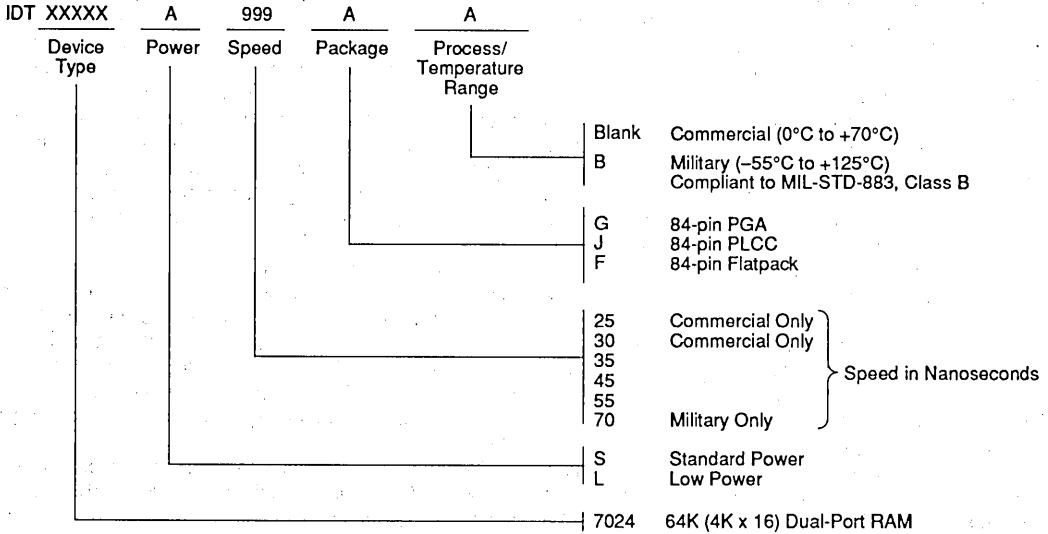 IDT XXXXX A 999 A A
Device Type Power Speed Package Process/ Temperature Range
Blank Commercial (0°C to +70°C)
B Military (–55°C to +125°C)
Compliant to MIL-STD-883, Class B
G 84-pin PGA
J 84-pin PLCC
F 84-pin Flatpack
25 Commercial Only
30 Commercial Only
35
45 Speed in Nanoseconds
55
70 Military Only
S Standard Power
L Low Power
7024 64K (4K x 16) Dual-Port RAM